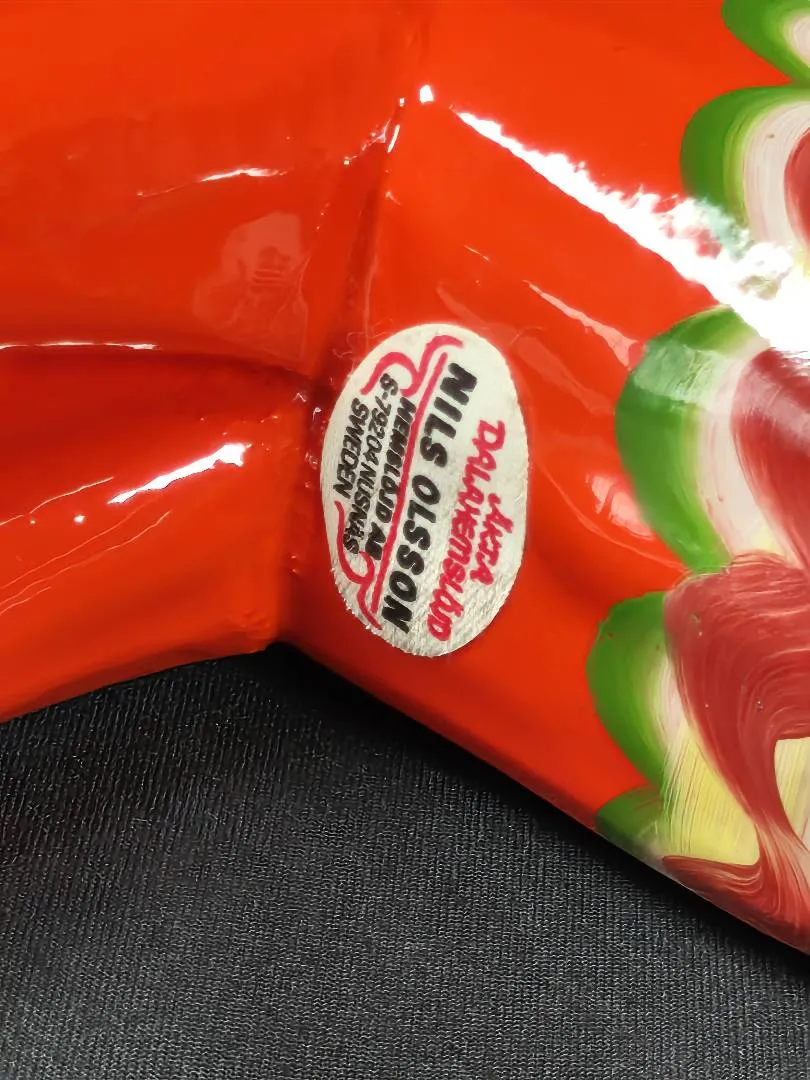 ÄKTA
DALAHEMSLÖJD
NILS OLSSON
HEMSLÖJD AB
S-79204 NUSNÄS
SWEDEN